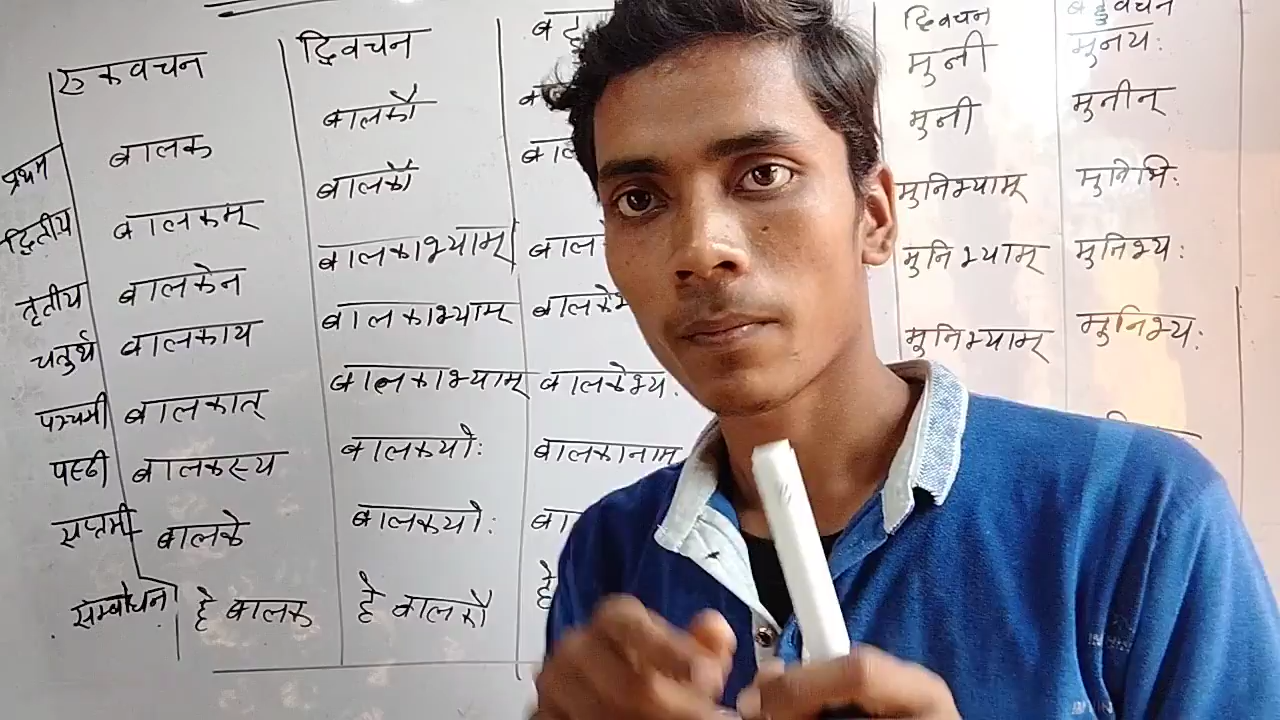 एकवचन द्विवचन द्विवचन बहुवचन
प्रथम बालक बालकौ मुनी मुनयः
द्वितीय बालकम् बालकौ मुनी मुनीन्
तृतीय बालकेन बालकाभ्याम् मुनिभ्याम् मुनिभिः
चतुर्थ बालकाय बालकाभ्याम् मुनिभ्याम् मुनिभ्यः
पञ्चमी बालकात् बालकाभ्याम् बालकेभ्यः मुनिभ्याम् मुनिभ्यः
षष्ठी बालकस्य बालकयोः बालकानाम्
सप्तमी बालके बालकयोः
सम्बोधन हे बालक हे बालकौ हे